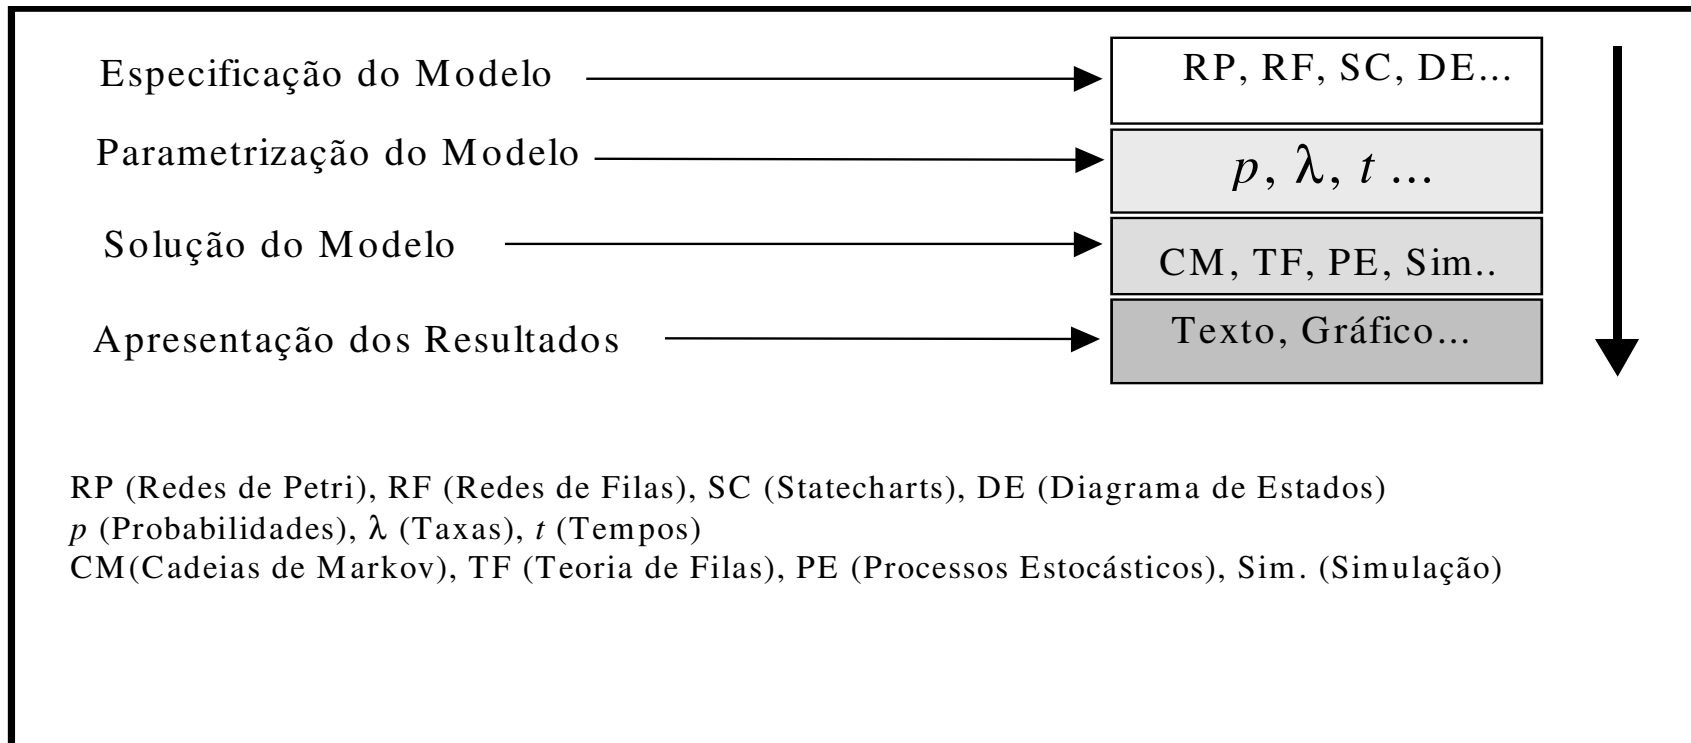 Especificação do Modelo RP, RF, SC, DE...
Parametrização do Modelo p, λ, t ...
Solução do Modelo CM, TF, PE, Sim..
Apresentação dos Resultados Texto, Gráfico...
RP (Redes de Petri), RF (Redes de Filas), SC (Statecharts), DE (Diagrama de Estados)
p (Probabilidades), λ (Taxas), t (Tempos)
CM(Cadeias de Markov), TF (Teoria de Filas), PE (Processos Estocásticos), Sim. (Simulação)